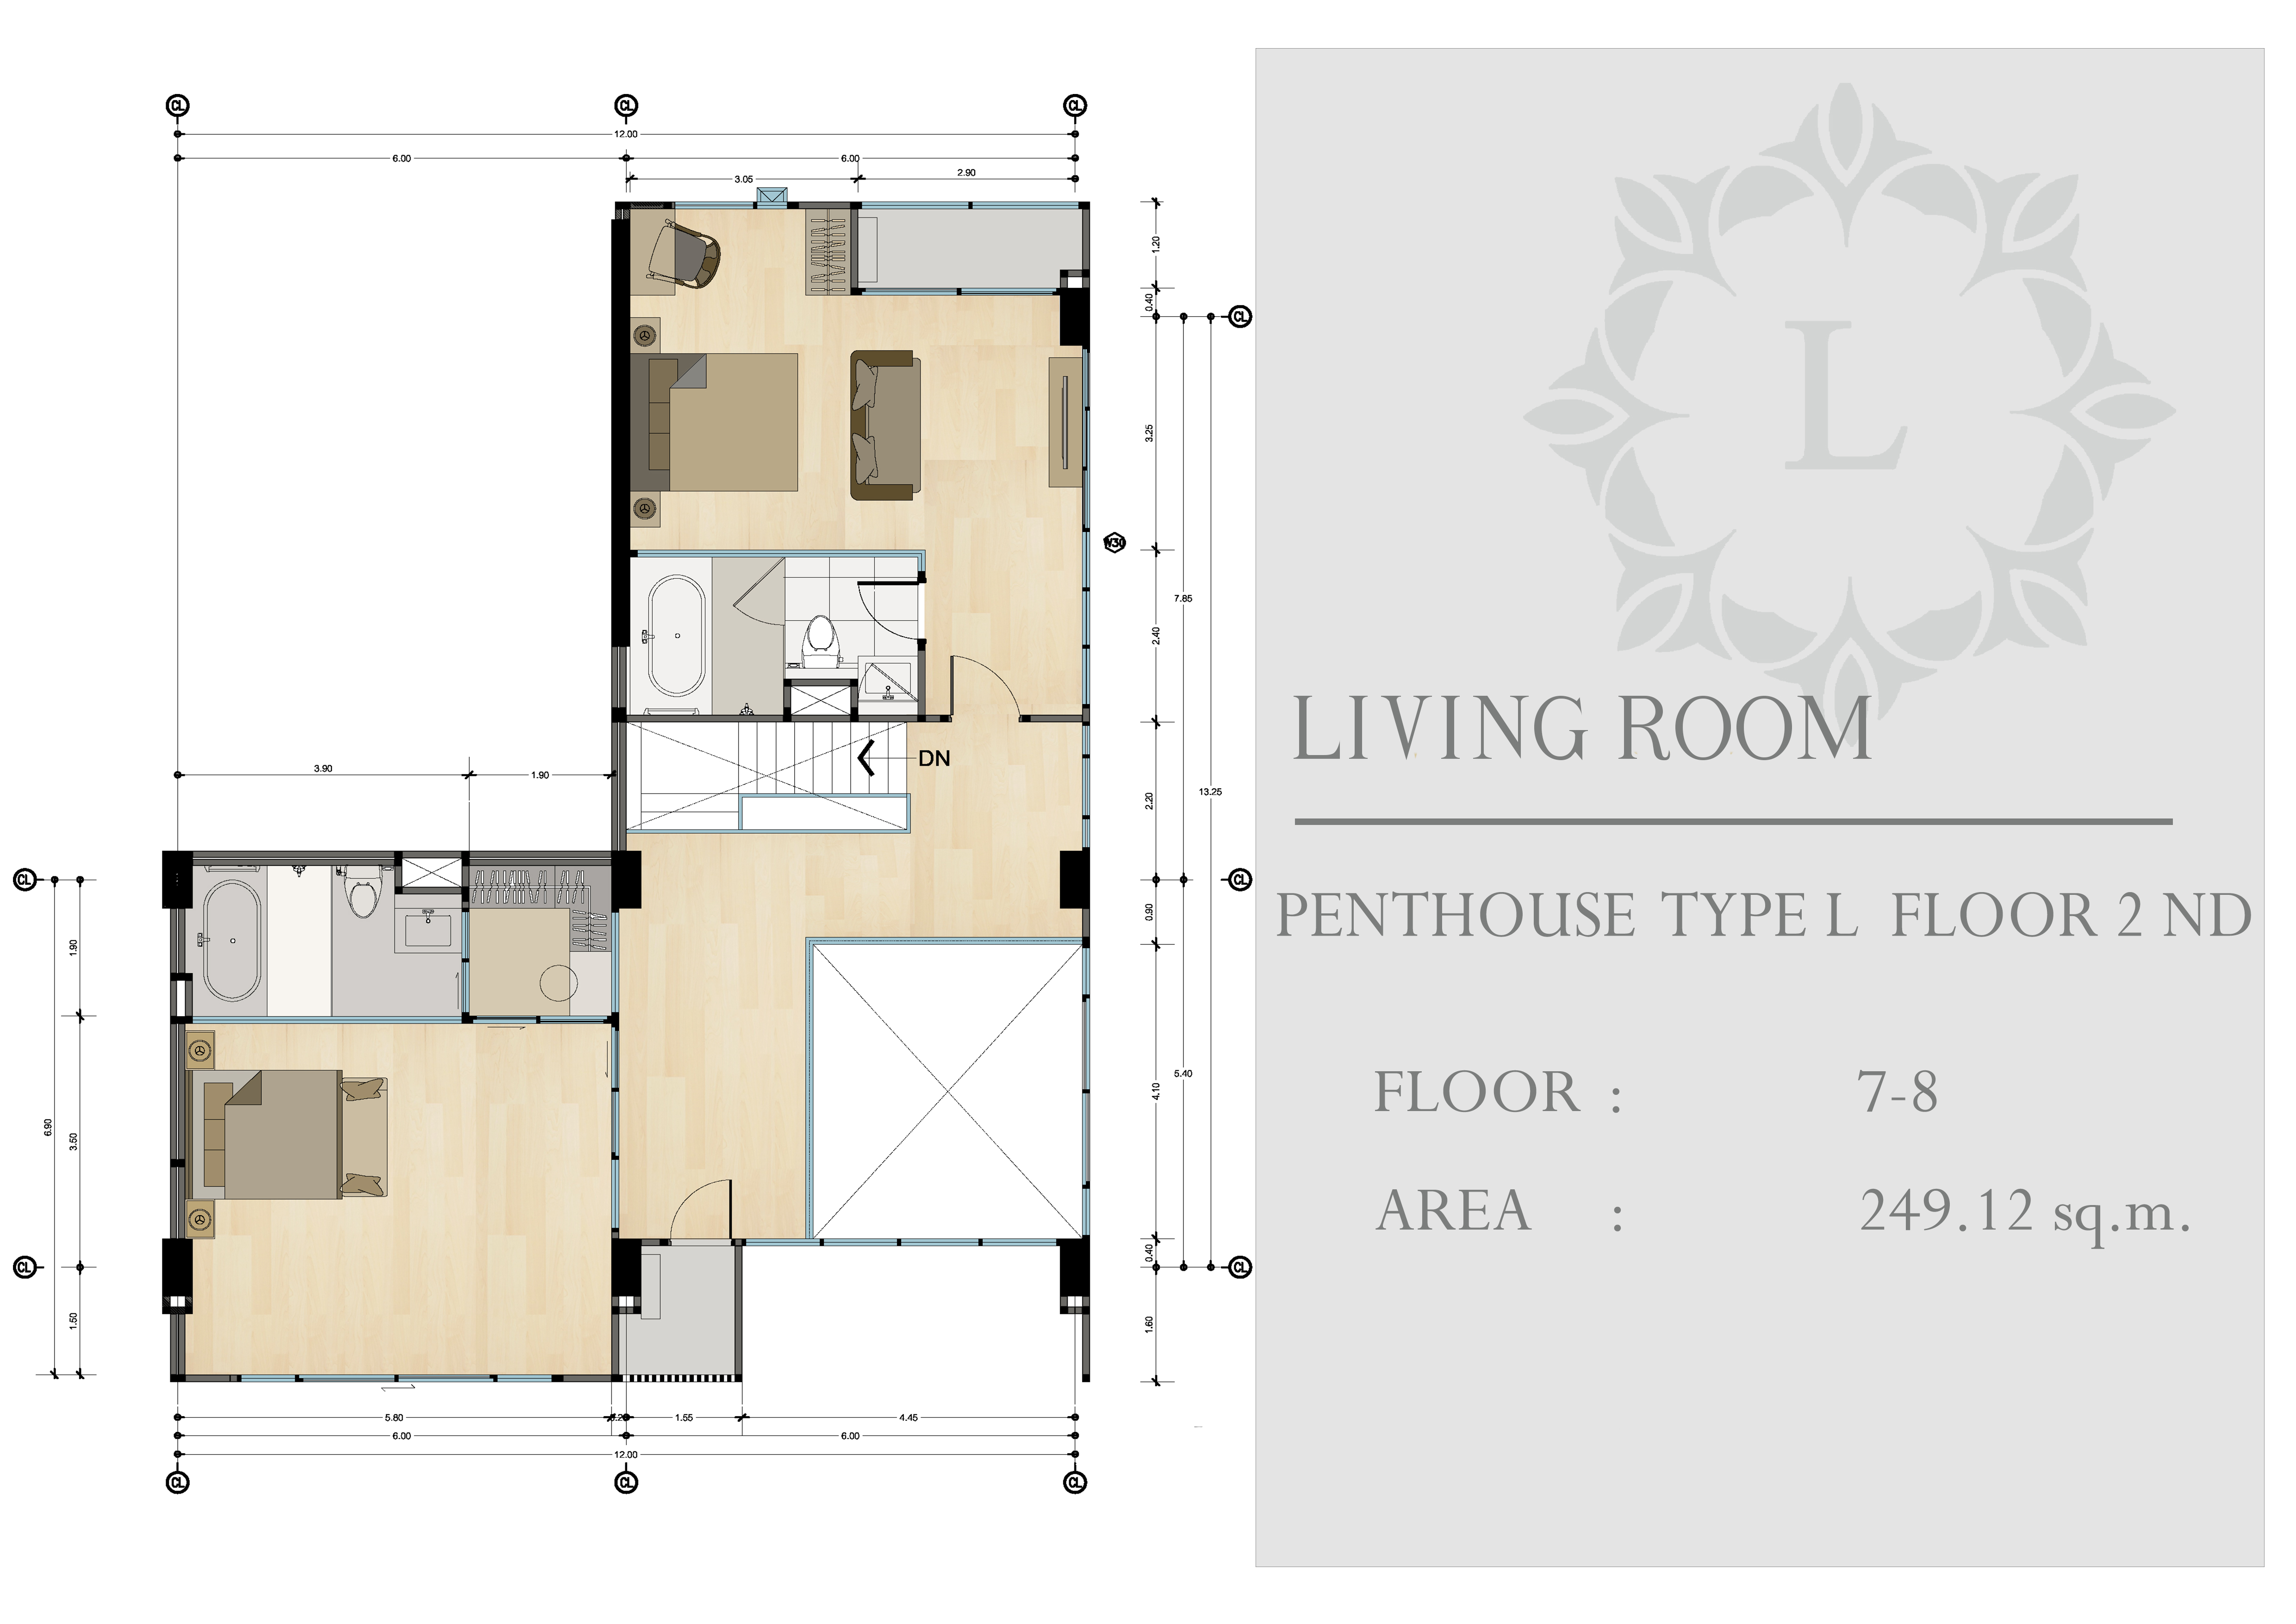 CL CL CL
12.00
6.00 6.00
3.05 2.90
1.20
0.40
CL
3.25
W30
7.85
2.40
DN
3.90 1.90
2.20
13.25
CL CL
0.90
1.90
4.10
5.40
6.90
3.50
0.40
CL CL
1.50
1.60
5.80 1.55 4.45
6.00 6.00
12.00
CL CL CL
L
LIVING ROOM
PENTHOUSE TYPE L FLOOR 2 ND
FLOOR : 7-8
AREA : 249.12 sq.m.